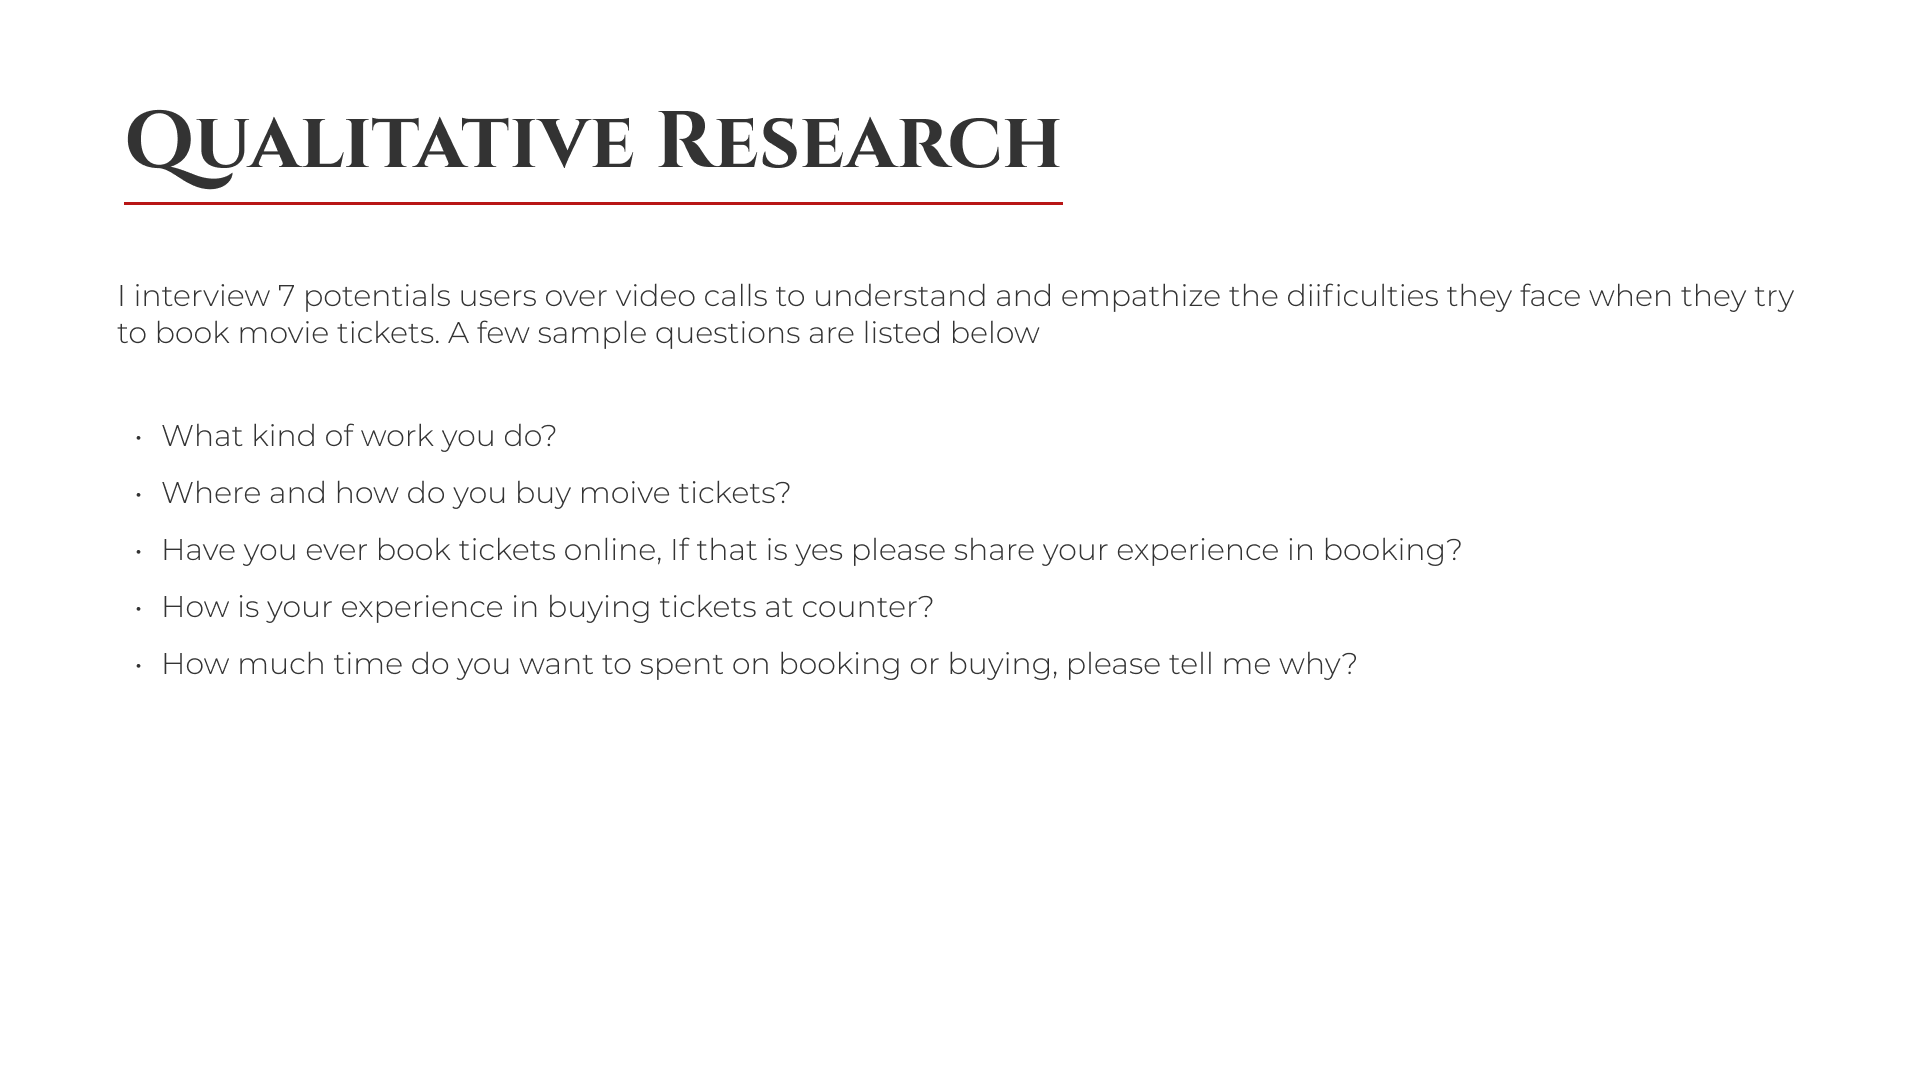 Qualitative Research
I interview 7 potentials users over video calls to understand and empathize the diifficulties they face when they try
to book movie tickets. A few sample questions are listed below
• What kind of work you do?
• Where and how do you buy moive tickets?
• Have you ever book tickets online, If that is yes please share your experience in booking?
• How is your experience in buying tickets at counter?
• How much time do you want to spent on booking or buying, please tell me why?